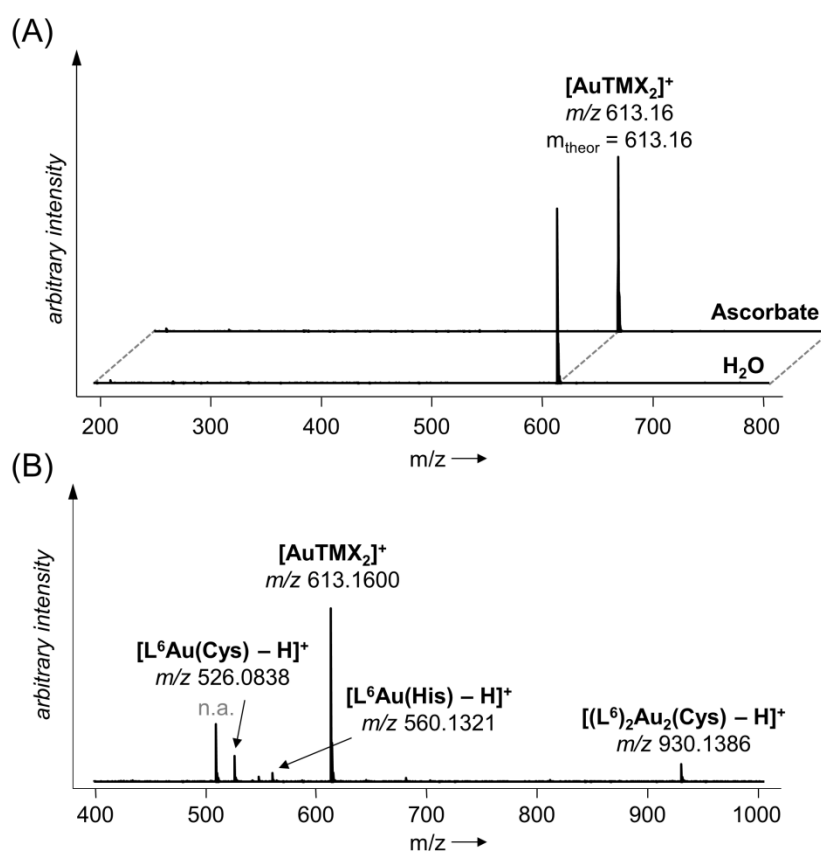 (A)
arbitrary intensity
[AuTMX₂]⁺
m/z 613.16
mtheor = 613.16
Ascorbate
H₂O
200 300 400 500 600 700 800
m/z
(B)
arbitrary intensity
[AuTMX₂]⁺
m/z 613.1600
[L⁶Au(Cys) – H]⁺
m/z 526.0838
n.a.
[L⁶Au(His) – H]⁺
m/z 560.1321
[(L⁶)₂Au₂(Cys) – H]⁺
m/z 930.1386
400 500 600 700 800 900 1000
m/z